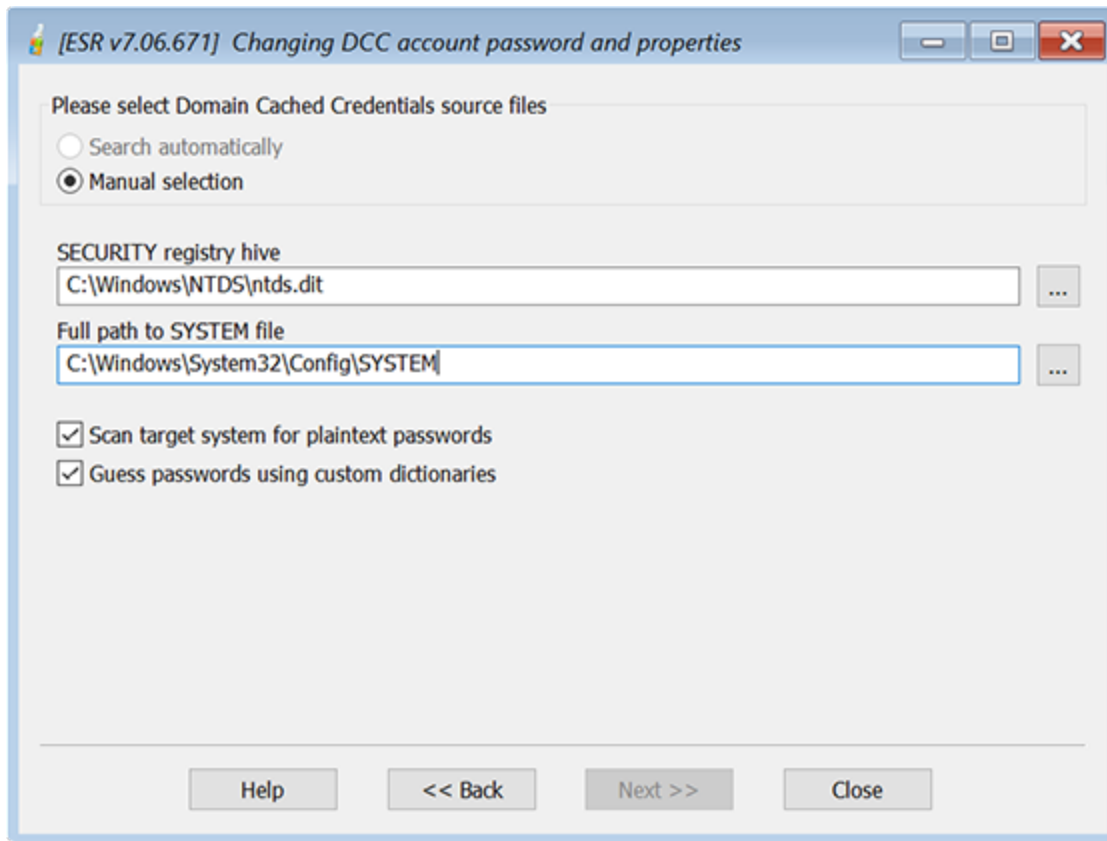 [ESR v7.06.671] Changing DCC account password and properties
Please select Domain Cached Credentials source files
Search automatically
Manual selection
SECURITY registry hive
C:\Windows\NTDS\ntds.dit
...
Full path to SYSTEM file
C:\Windows\System32\Config\SYSTEM
...
Scan target system for plaintext passwords
Guess passwords using custom dictionaries
Help << Back Next >> Close